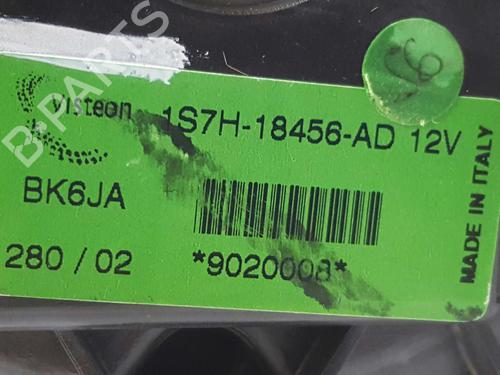 B PARTS
visteon 1S7H-18456-AD 12V
BK6JA
280 / 02
*9020008*
MADE IN ITALY